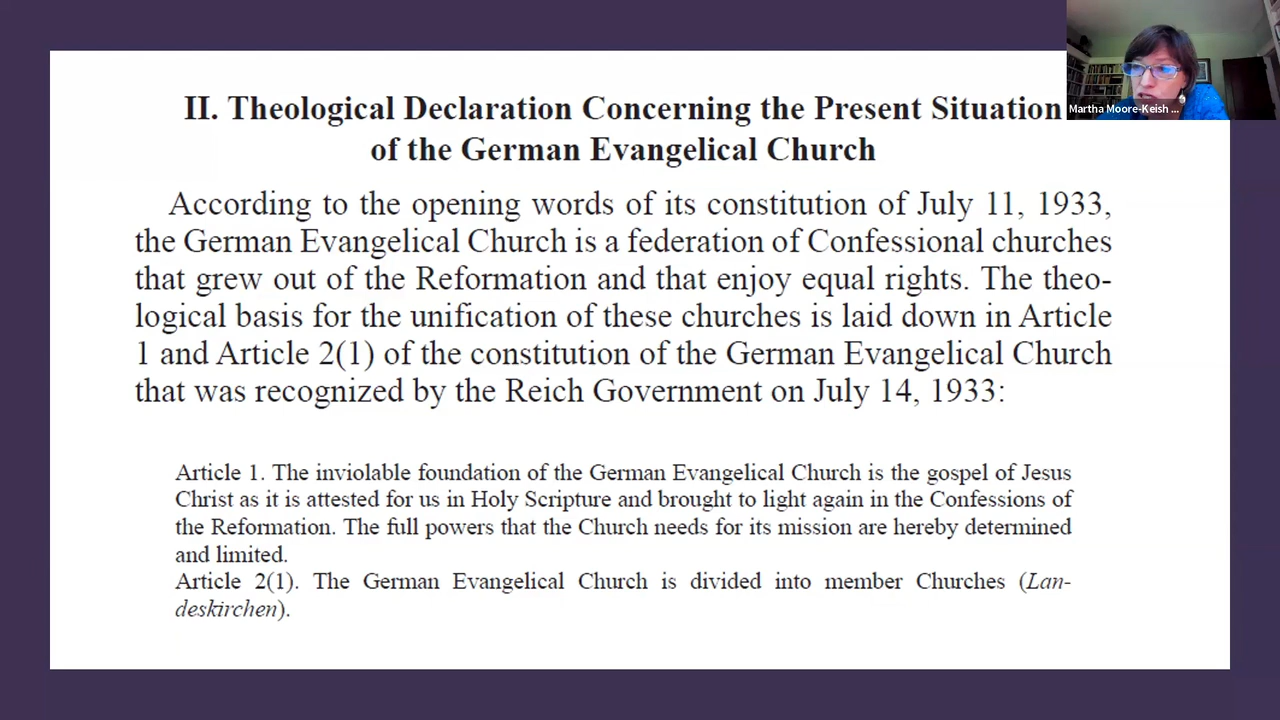 II. Theological Declaration Concerning the Present Situation
of the German Evangelical Church
Martha Moore-Keish ...
According to the opening words of its constitution of July 11, 1933,
the German Evangelical Church is a federation of Confessional churches
that grew out of the Reformation and that enjoy equal rights. The theo-
logical basis for the unification of these churches is laid down in Article
1 and Article 2(1) of the constitution of the German Evangelical Church
that was recognized by the Reich Government on July 14, 1933:
Article 1. The inviolable foundation of the German Evangelical Church is the gospel of Jesus
Christ as it is attested for us in Holy Scripture and brought to light again in the Confessions of
the Reformation. The full powers that the Church needs for its mission are hereby determined
and limited.
Article 2(1). The German Evangelical Church is divided into member Churches (Lan-
deskirchen).